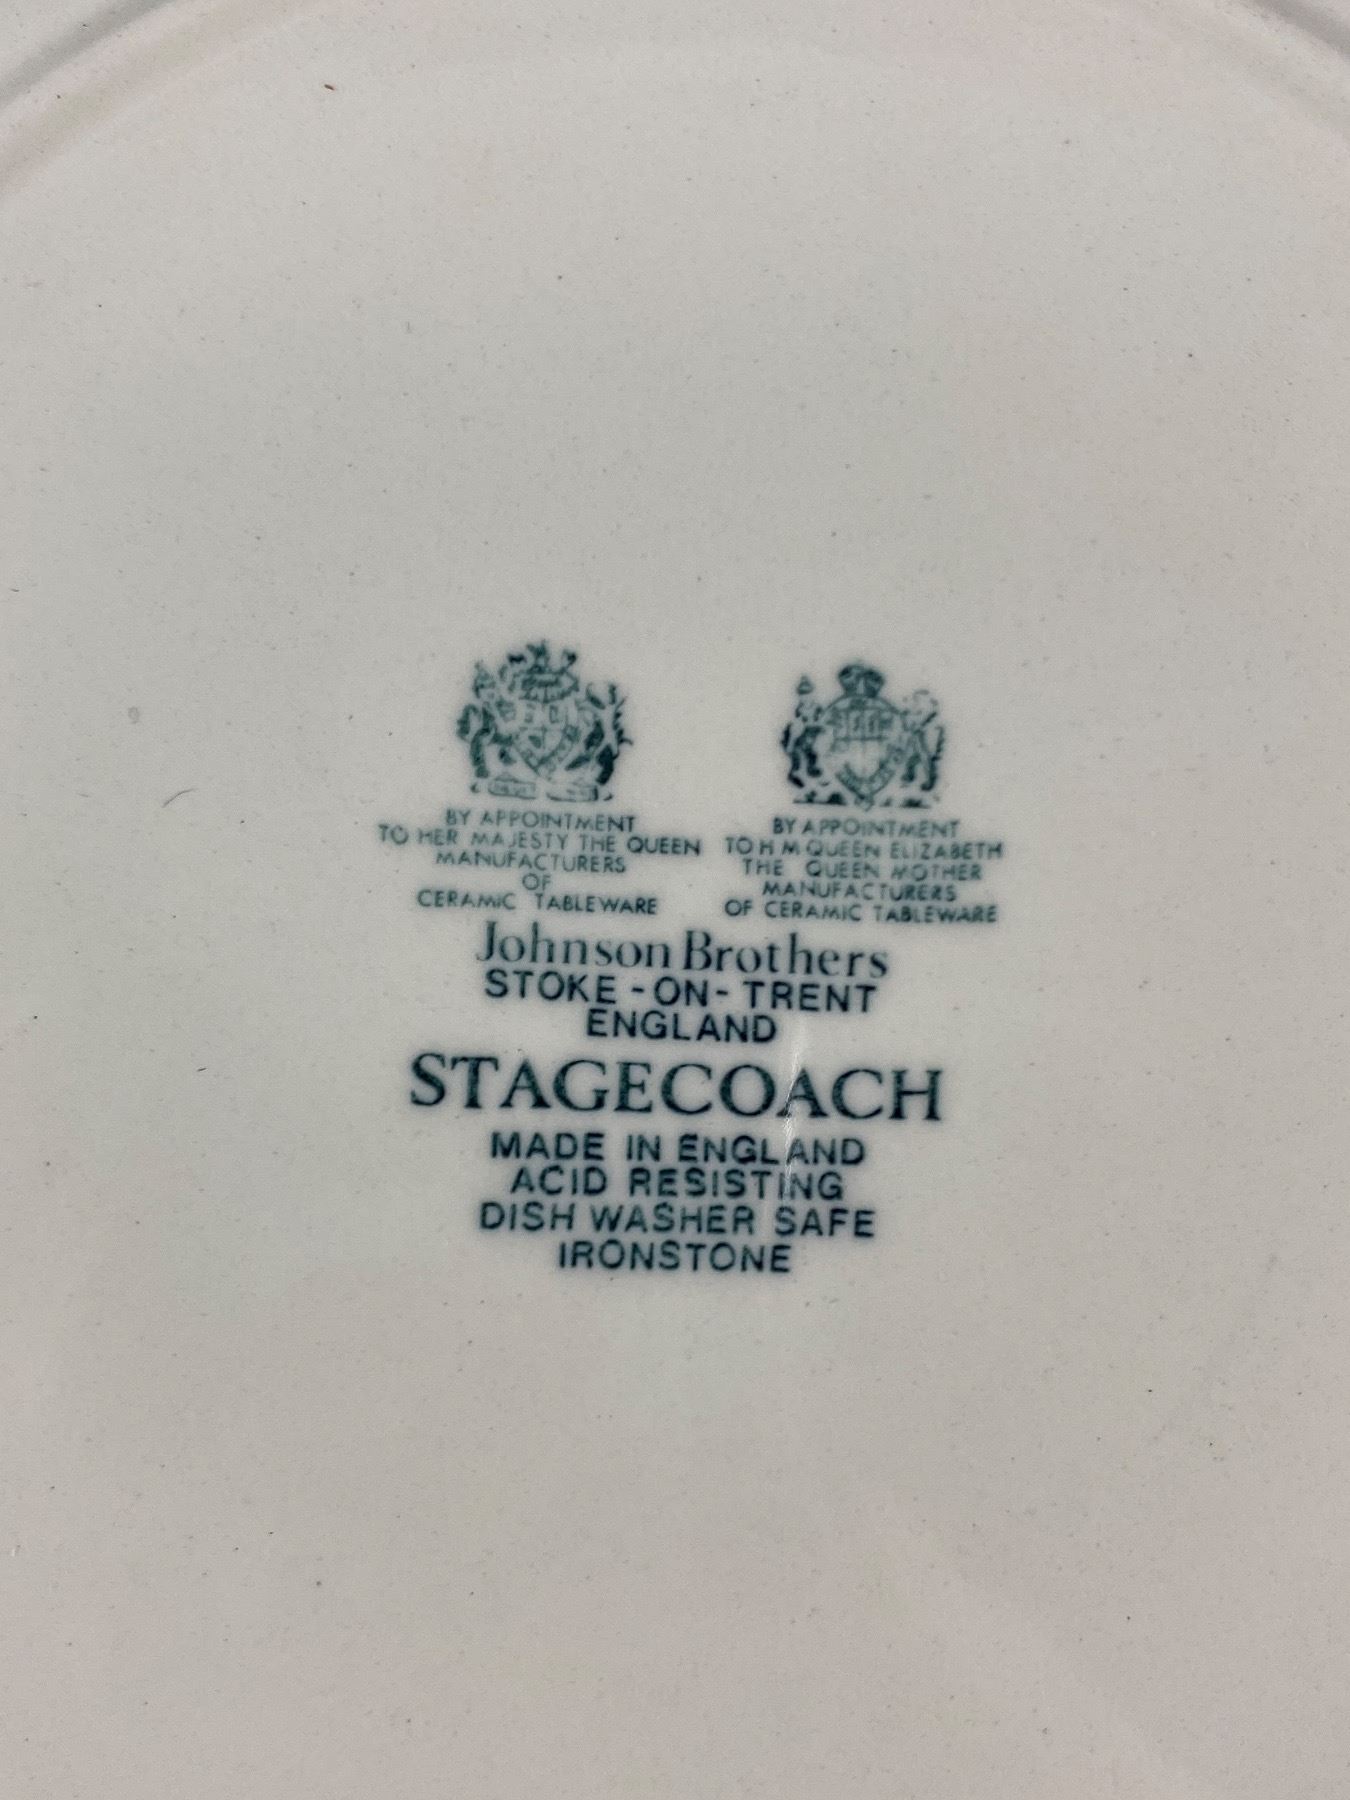 BY APPOINTMENT
TO HER MAJESTY THE QUEEN
MANUFACTURERS
OF
CERAMIC TABLEWARE
BY APPOINTMENT
TO H M QUEEN ELIZABETH
THE QUEEN MOTHER
MANUFACTURERS
OF CERAMIC TABLEWARE
Johnson Brothers
STOKE-ON-TRENT
ENGLAND
STAGECOACH
MADE IN ENGLAND
ACID RESISTING
DISH WASHER SAFE
IRONSTONE